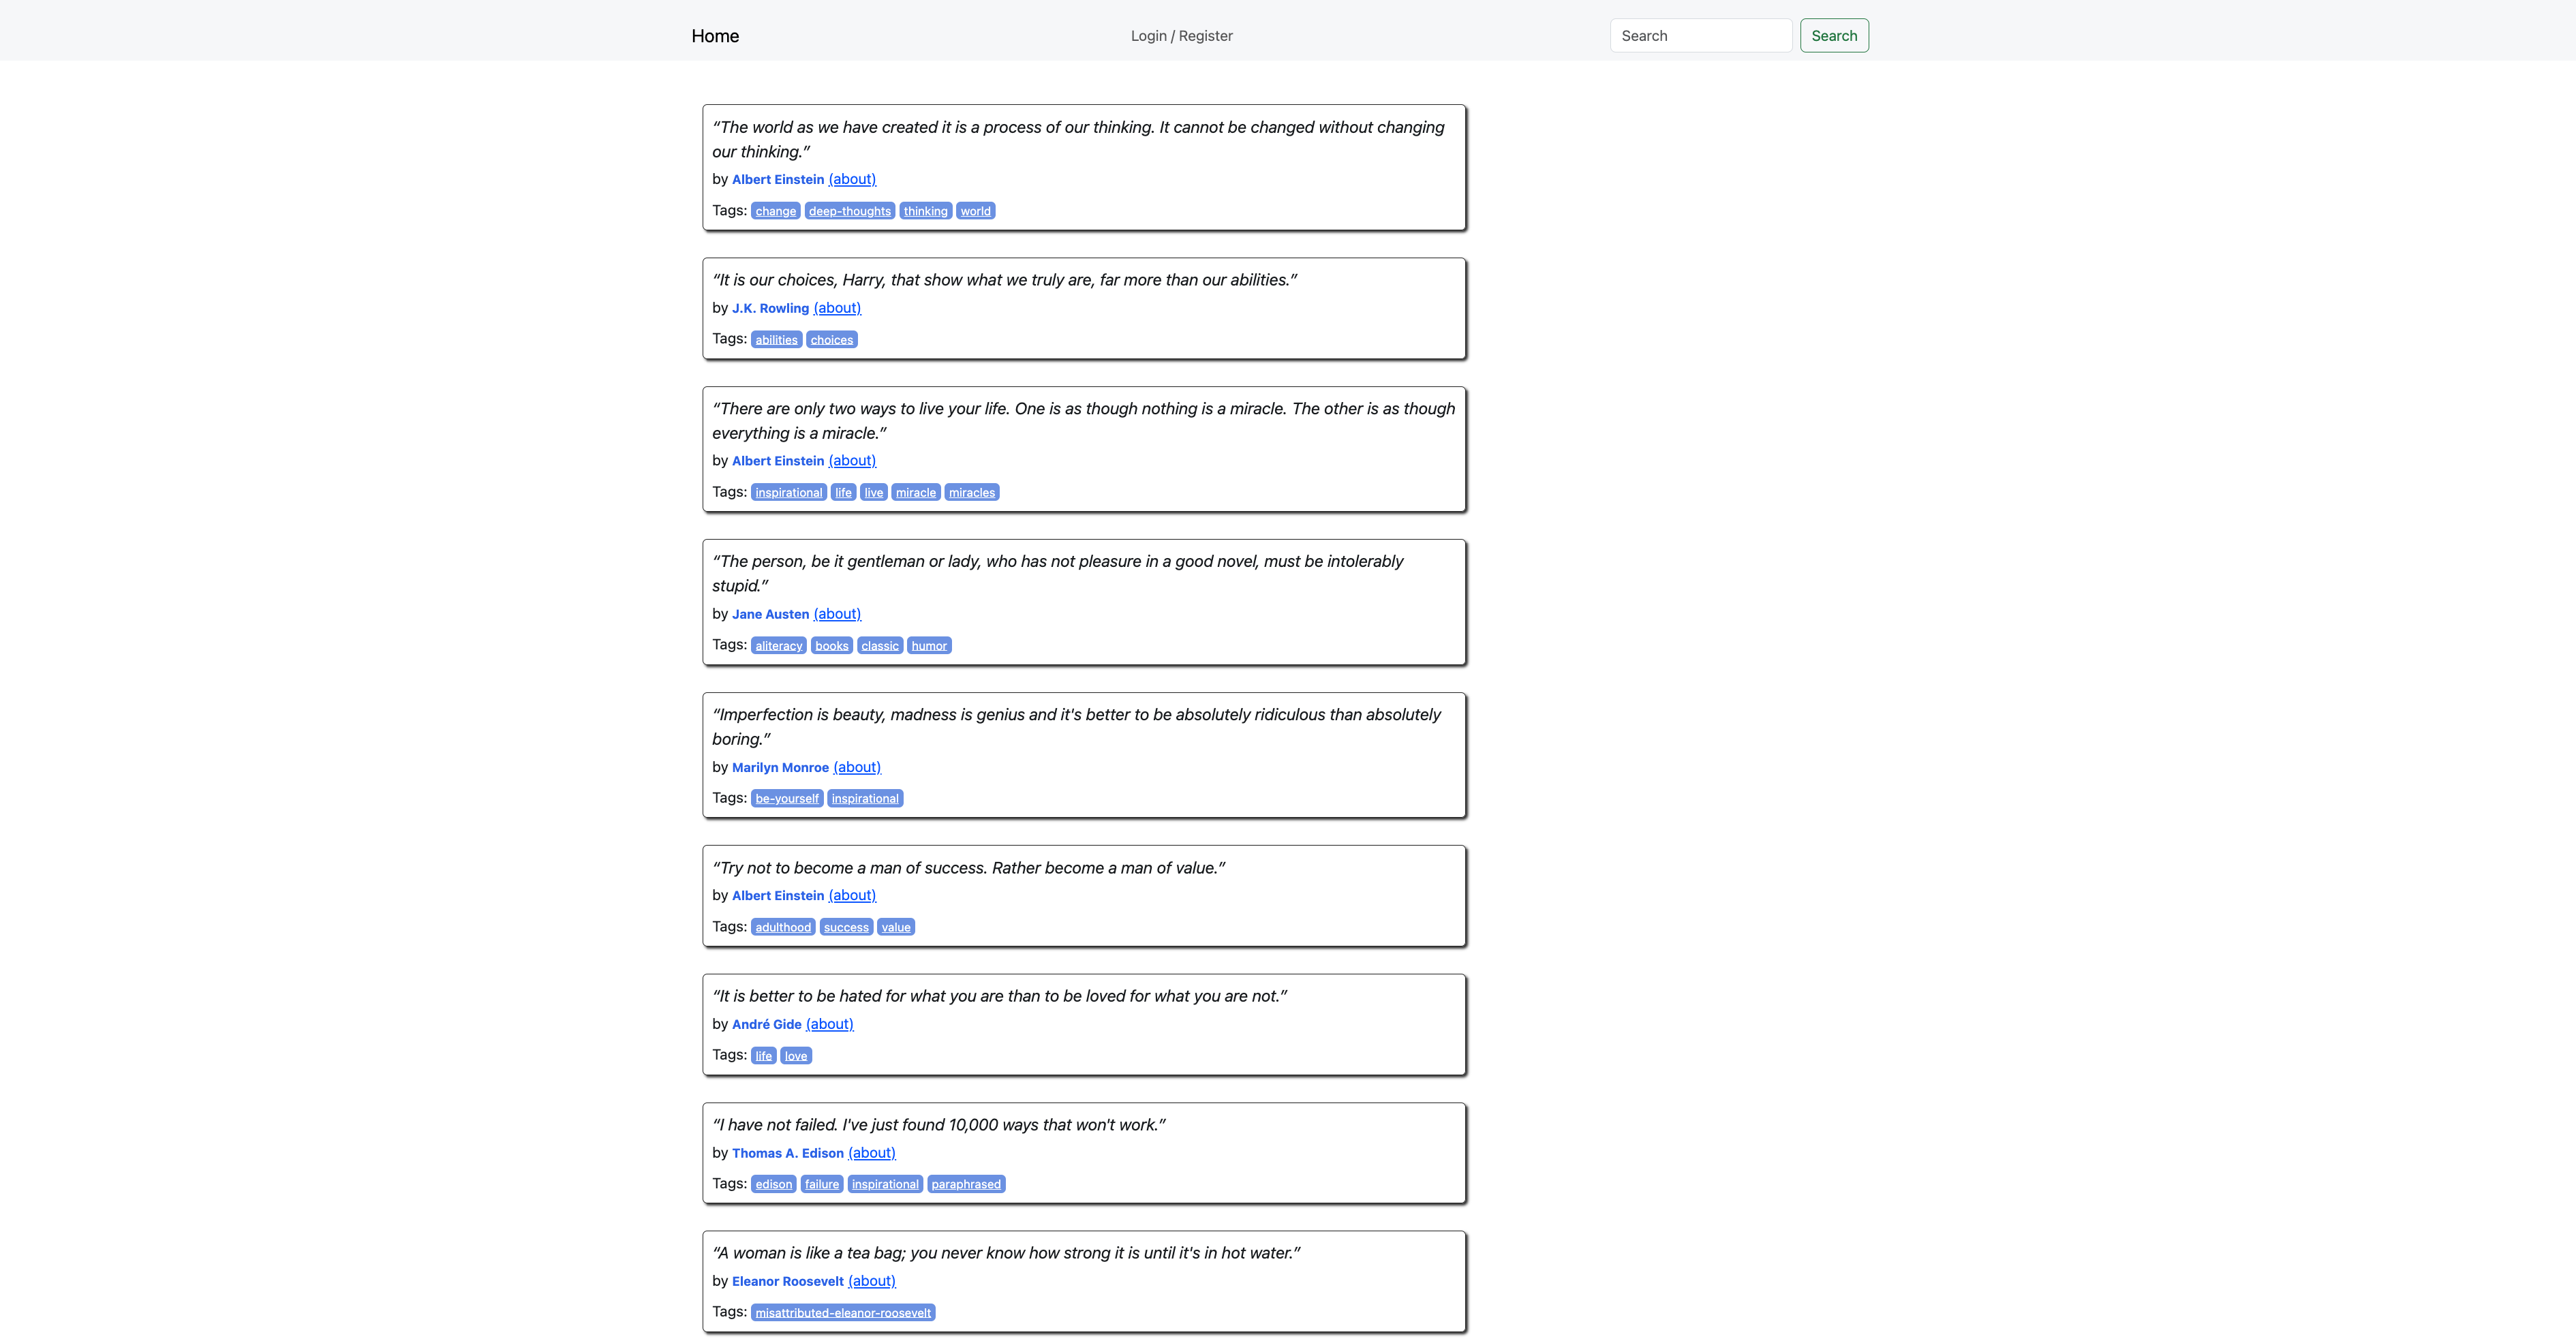 Home Login / Register Search Search
“The world as we have created it is a process of our thinking. It cannot be changed without changing
our thinking.”
by Albert Einstein (about)
Tags: change deep-thoughts thinking world
“It is our choices, Harry, that show what we truly are, far more than our abilities.”
by J.K. Rowling (about)
Tags: abilities choices
“There are only two ways to live your life. One is as though nothing is a miracle. The other is as though
everything is a miracle.”
by Albert Einstein (about)
Tags: inspirational life live miracle miracles
“The person, be it gentleman or lady, who has not pleasure in a good novel, must be intolerably
stupid.”
by Jane Austen (about)
Tags: aliteracy books classic humor
“Imperfection is beauty, madness is genius and it's better to be absolutely ridiculous than absolutely
boring.”
by Marilyn Monroe (about)
Tags: be-yourself inspirational
“Try not to become a man of success. Rather become a man of value.”
by Albert Einstein (about)
Tags: adulthood success value
“It is better to be hated for what you are than to be loved for what you are not.”
by André Gide (about)
Tags: life love
“I have not failed. I've just found 10,000 ways that won't work.”
by Thomas A. Edison (about)
Tags: edison failure inspirational paraphrased
“A woman is like a tea bag; you never know how strong it is until it's in hot water.”
by Eleanor Roosevelt (about)
Tags: misattributed-eleanor-roosevelt